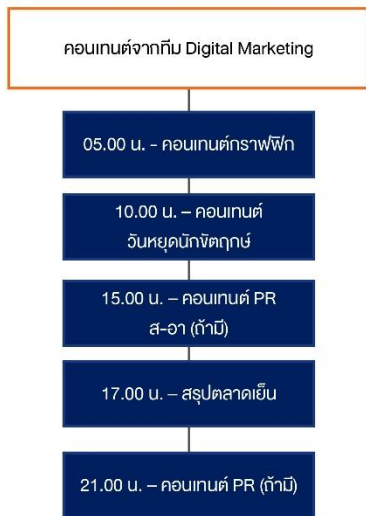 คอนเทนต์จากทีม Digital Marketing
05.00 น. - คอนเทนต์กราฟฟิก
10.00 น. – คอนเทนต์
วันหยุดนักขัตฤกษ์
15.00 น. – คอนเทนต์ PR
ส-อา (ถ้ามี)
17.00 น. – สรุปตลาดเย็น
21.00 น. – คอนเทนต์ PR (ถ้ามี)